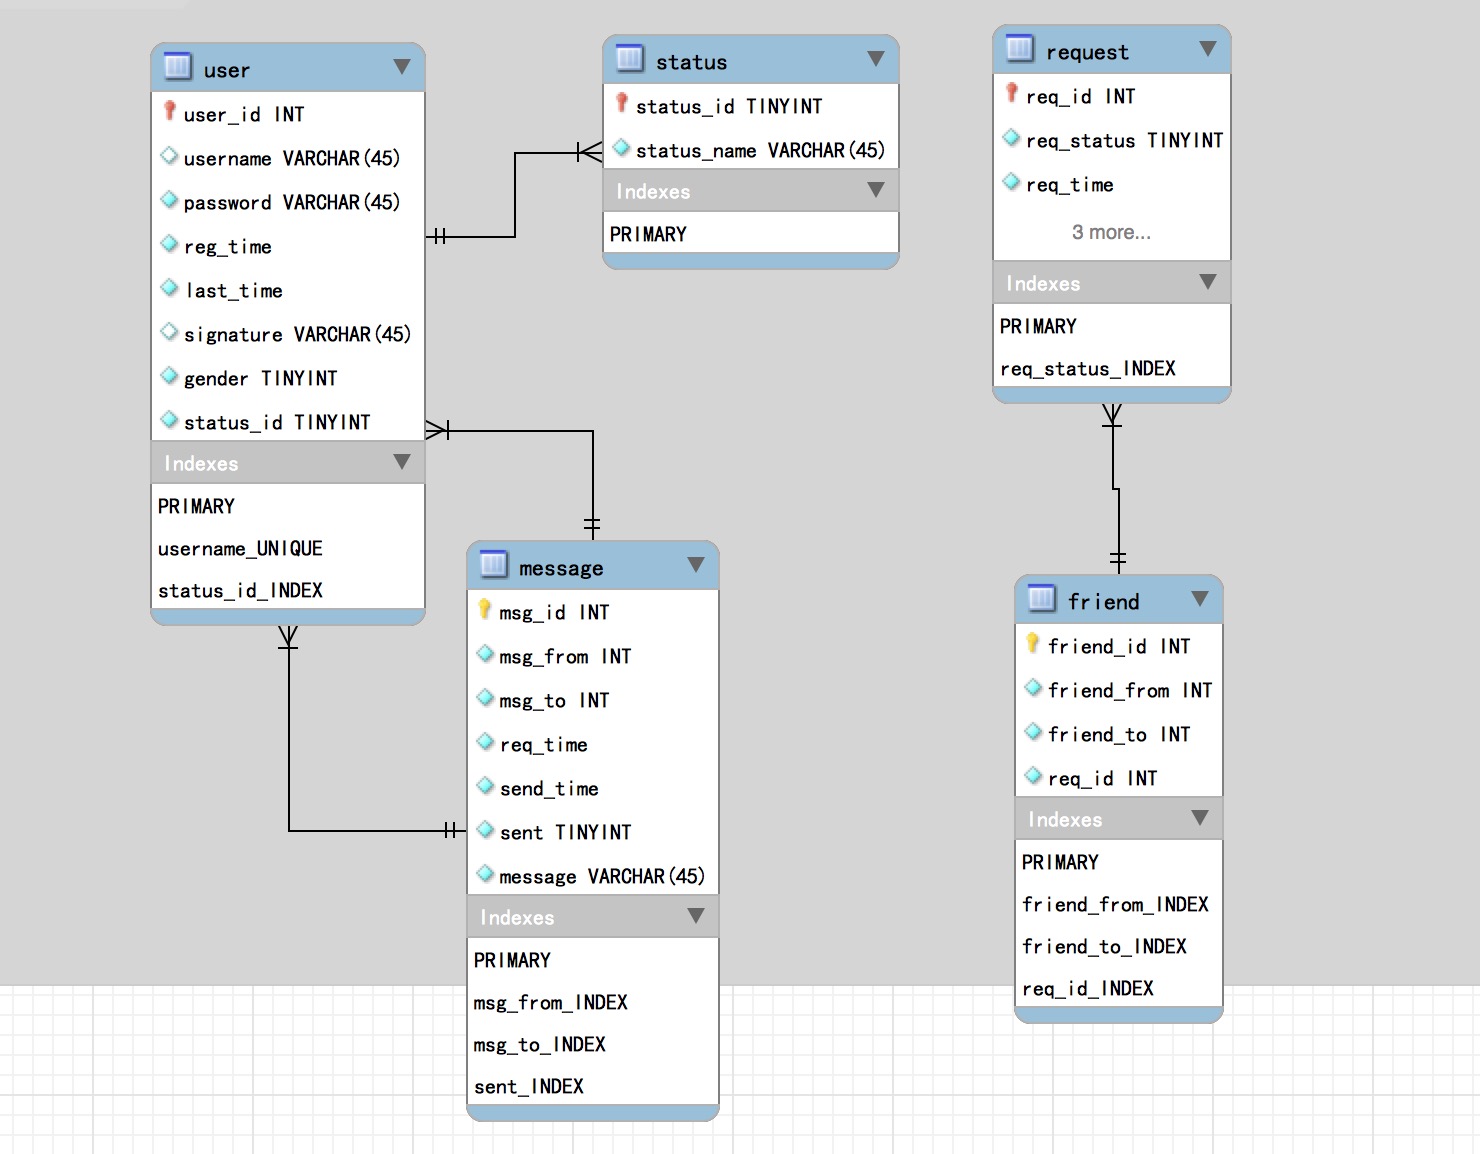 user
user_id INT
username VARCHAR(45)
password VARCHAR(45)
reg_time
last_time
signature VARCHAR(45)
gender TINYINT
status_id TINYINT
Indexes
PRIMARY
username_UNIQUE
status_id_INDEX
status
status_id TINYINT
status_name VARCHAR(45)
Indexes
PRIMARY
request
req_id INT
req_status TINYINT
req_time
3 more...
Indexes
PRIMARY
req_status_INDEX
message
msg_id INT
msg_from INT
msg_to INT
req_time
send_time
sent TINYINT
message VARCHAR(45)
Indexes
PRIMARY
msg_from_INDEX
msg_to_INDEX
sent_INDEX
friend
friend_id INT
friend_from INT
friend_to INT
req_id INT
Indexes
PRIMARY
friend_from_INDEX
friend_to_INDEX
req_id_INDEX